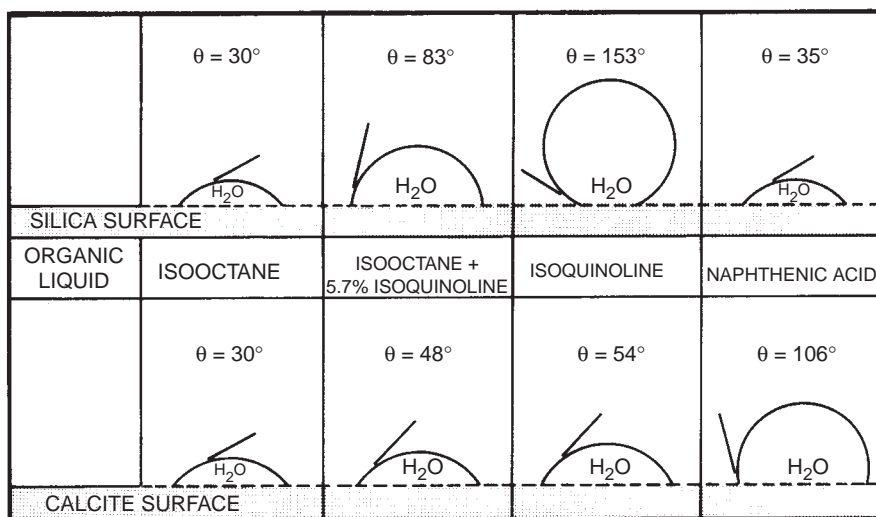 θ = 30° θ = 83° θ = 153° θ = 35°
H₂O H₂O H₂O H₂O
SILICA SURFACE
ORGANIC LIQUID
ISOOCTANE
ISOOCTANE +
5.7% ISOQUINOLINE
ISOQUINOLINE
NAPHTHENIC ACID
θ = 30° θ = 48° θ = 54° θ = 106°
H₂O H₂O H₂O H₂O
CALCITE SURFACE